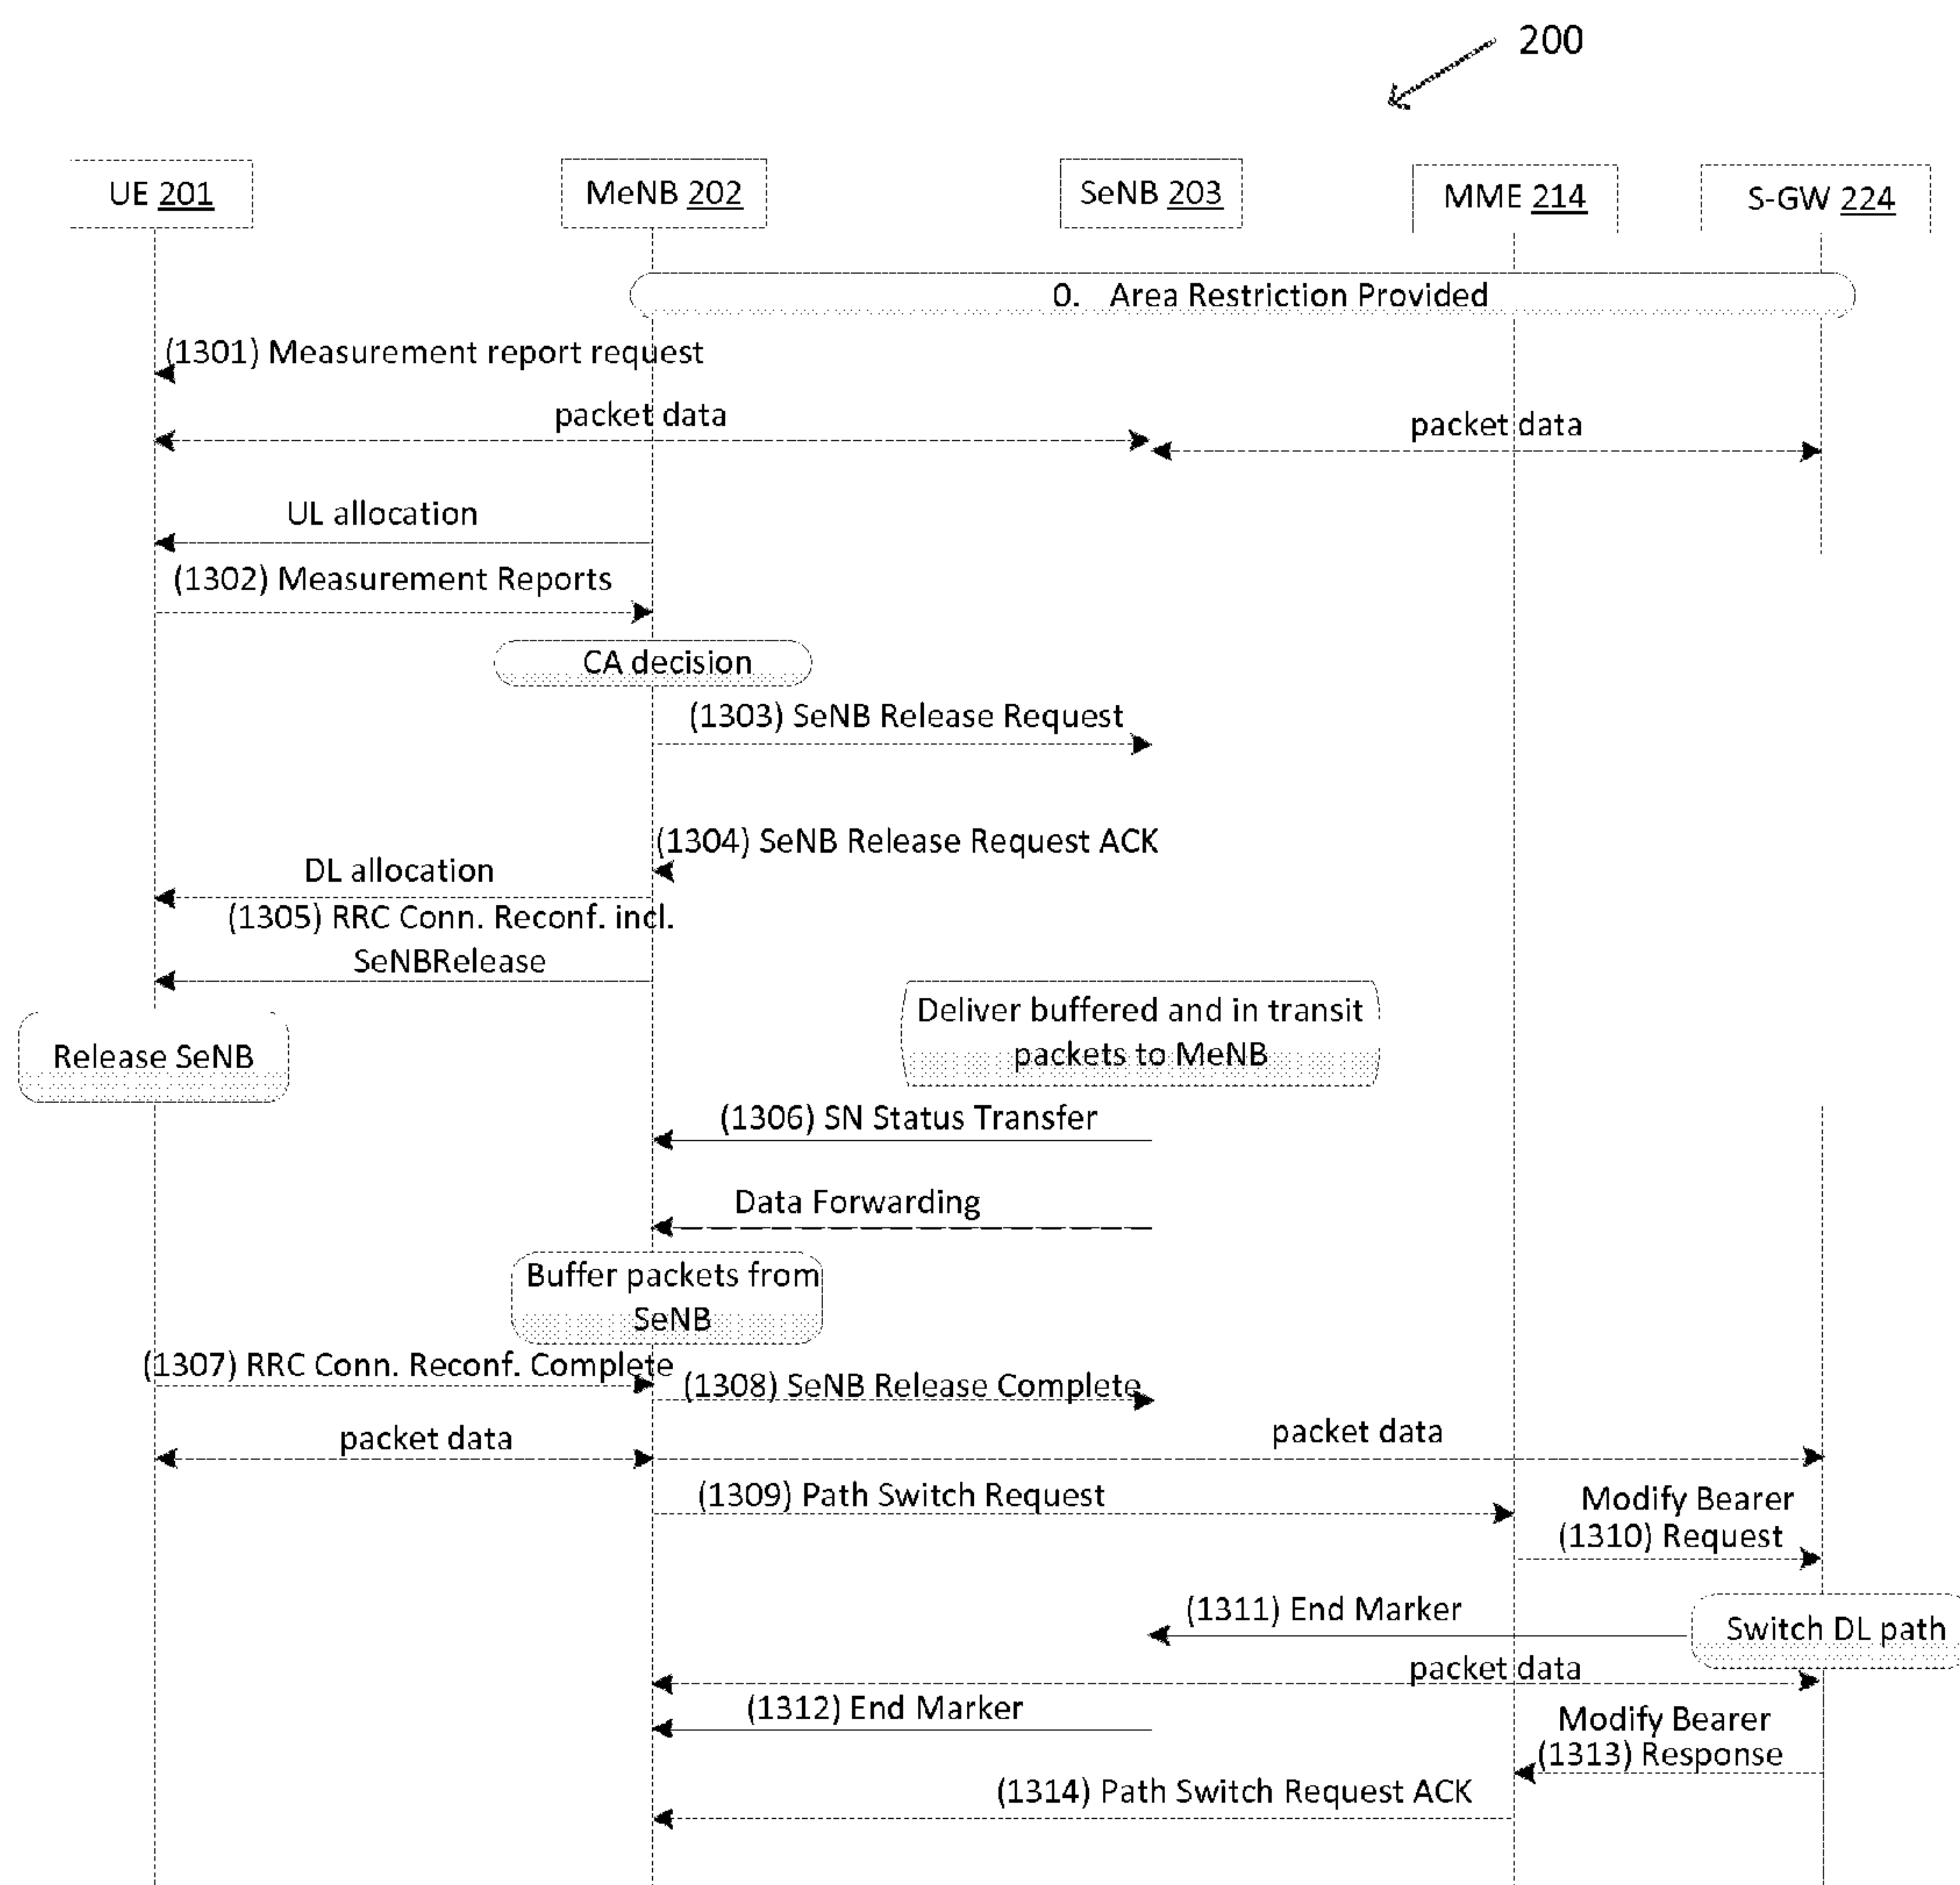 200
UE 201
MeNB 202
SeNB 203
MME 214
S-GW 224
0. Area Restriction Provided
(1301) Measurement report request
packet data
packet data
UL allocation
(1302) Measurement Reports
CA decision
(1303) SeNB Release Request
(1304) SeNB Release Request ACK
DL allocation
(1305) RRC Conn. Reconf. incl.
SeNBRelease
Deliver buffered and in transit
packets to MeNB
Release SeNB
(1306) SN Status Transfer
Data Forwarding
Buffer packets from
SeNB
(1307) RRC Conn. Reconf. Complete
(1308) SeNB Release Complete
packet data
packet data
(1309) Path Switch Request
Modify Bearer
(1310) Request
(1311) End Marker
Switch DL path
packet data
(1312) End Marker
Modify Bearer
(1313) Response
(1314) Path Switch Request ACK